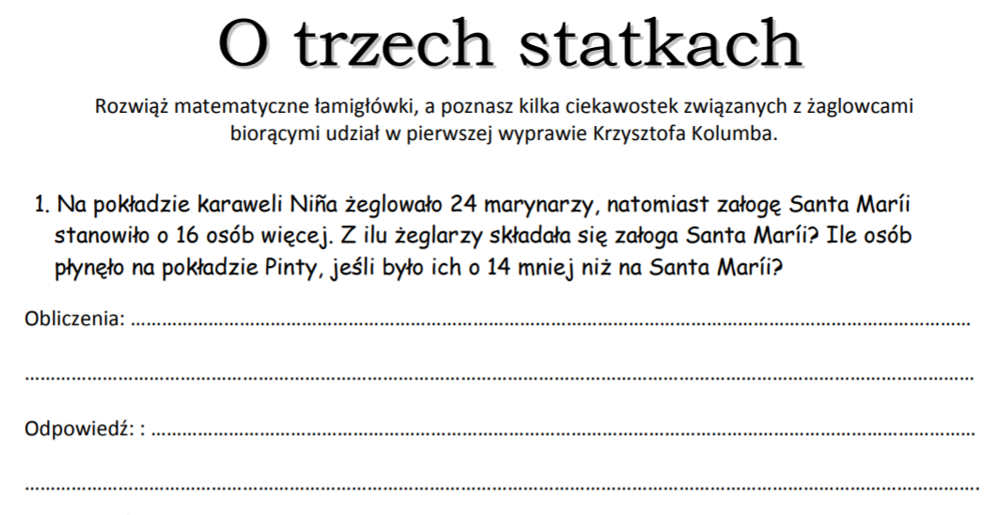 O trzech statkach
Rozwiąż matematyczne łamigłówki, a poznasz kilka ciekawostek związanych z żaglowcami
biorącymi udział w pierwszej wyprawie Krzysztofa Kolumba.
1. Na pokładzie karaweli Niña żeglowało 24 marynarzy, natomiast załogę Santa Maríi
stanowiło o 16 osób więcej. Z ilu żeglarzy składała się załoga Santa Maríi? Ile osób
płynęło na pokładzie Pinty, jeśli było ich o 14 mniej niż na Santa Maríi?
Obliczenia: ................................................................................
................................................................................
Odpowiedź: : ................................................................................
................................................................................